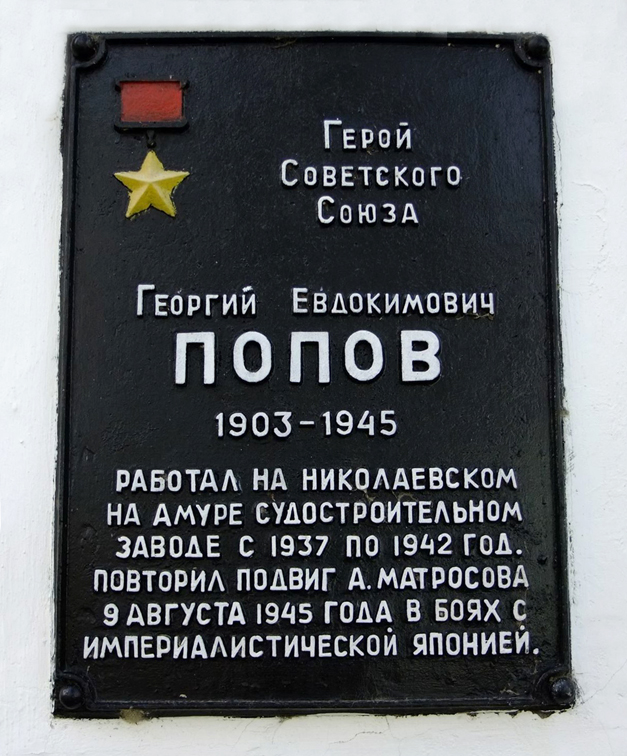 Герой
Советского
Союза
Георгий Евдокимович
ПОПОВ
1903-1945
РАБОТАЛ НА НИКОЛАЕВСКОМ
НА АМУРЕ СУДОСТРОИТЕЛЬНОМ
ЗАВОДЕ С 1937 ПО 1942 ГОД.
ПОВТОРИЛ ПОДВИГ А. МАТРОСОВА
9 АВГУСТА 1945 ГОДА В БОЯХ С
ИМПЕРИАЛИСТИЧЕСКОЙ ЯПОНИЕЙ.